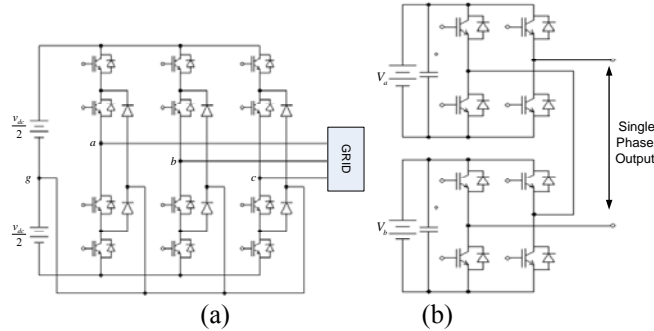 v_dc
2
a
g
b
c
v_dc
2
GRID
(a)
V_a
V_b
Single
Phase
Output
(b)